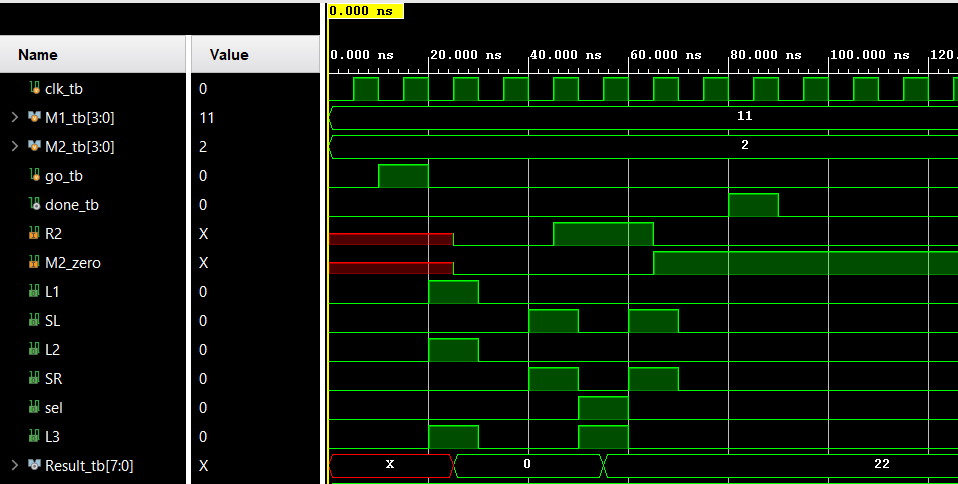 0.000 ns
Name Value
0.000 ns 20.000 ns 40.000 ns 60.000 ns 80.000 ns 100.000 ns 120.
clk_tb 0
M1_tb[3:0] 11 11
M2_tb[3:0] 2 2
go_tb 0
done_tb 0
R2 X
M2_zero X
L1 0
SL 0
L2 0
SR 0
sel 0
L3 0
Result_tb[7:0] X X 0 22